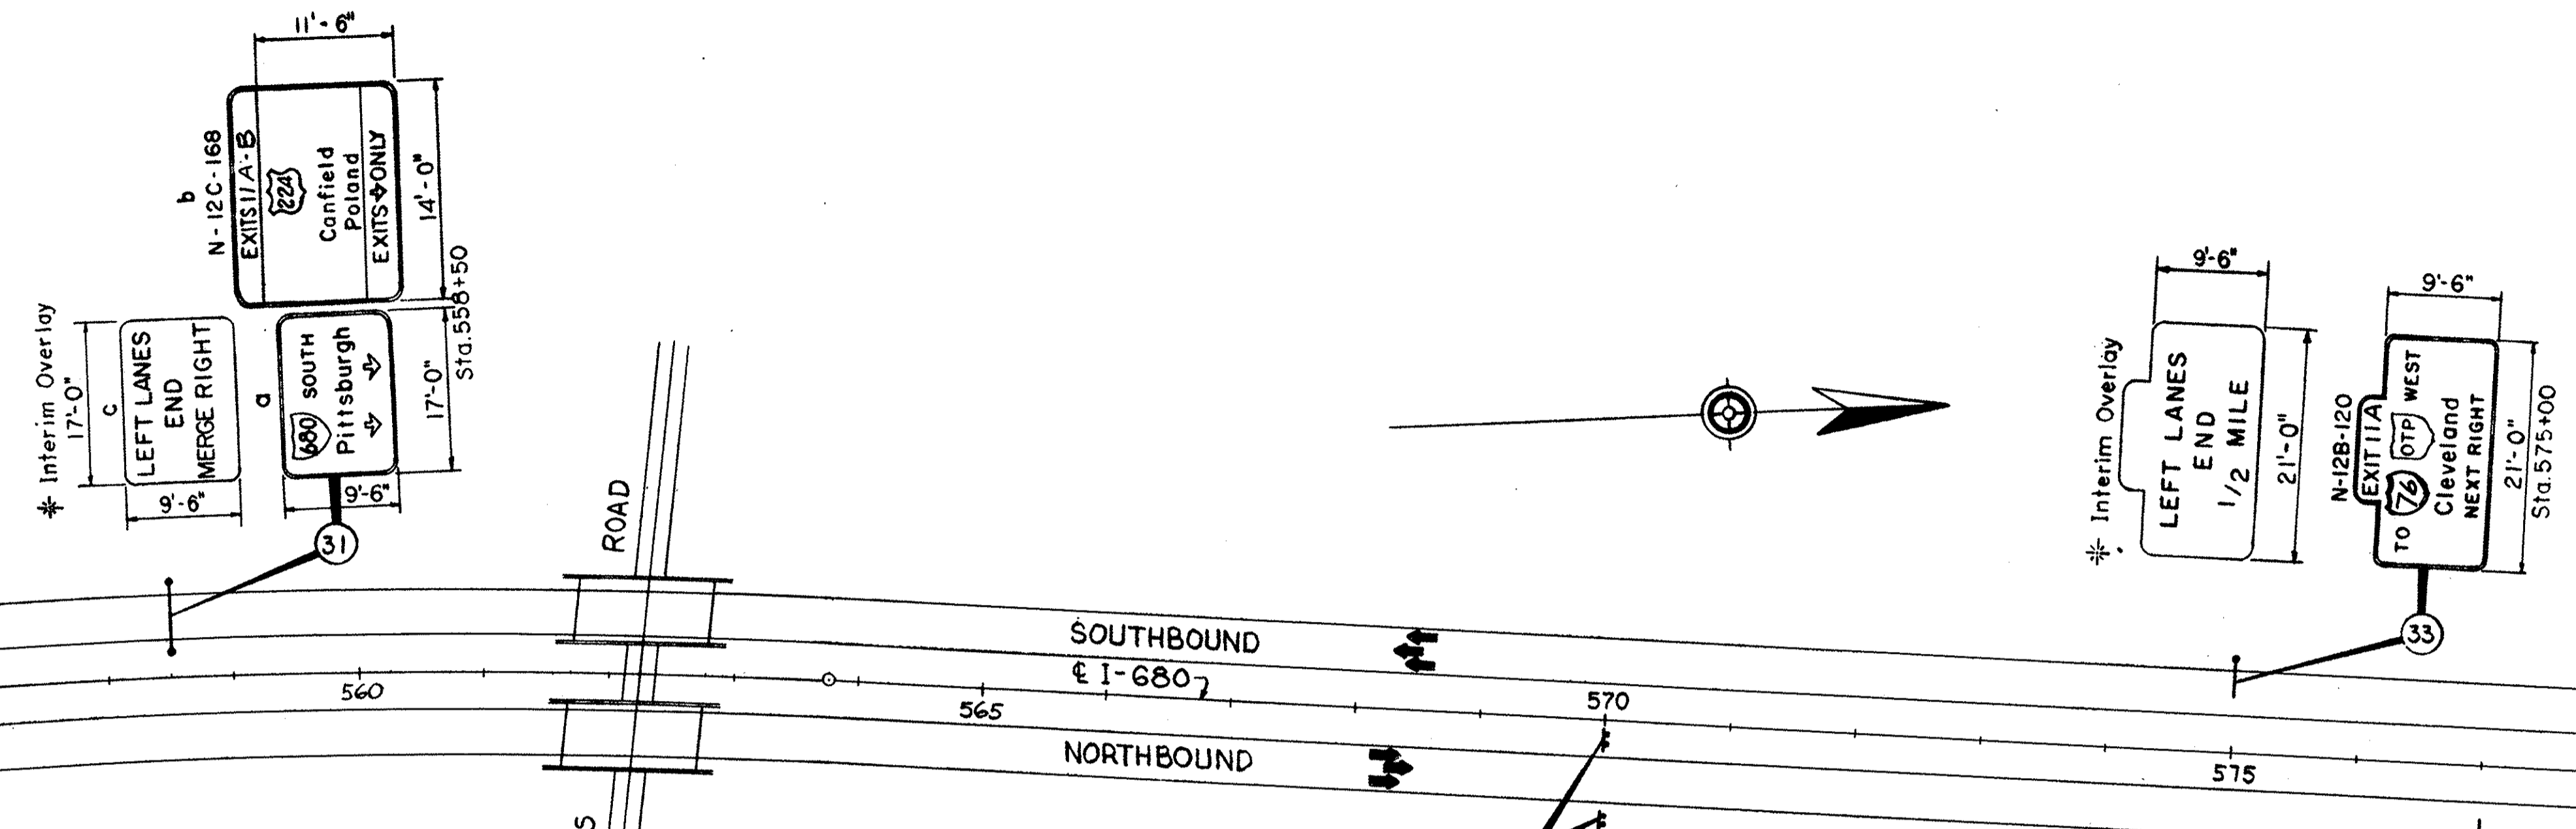 11'-6"
b
N-12C-168
EXITS 11A-B
224
Canfield
Poland
EXITS ONLY
14'-0"
Sta.558+50
* Interim Overlay
17'-0"
c
LEFT LANES
END
MERGE RIGHT
9'-6"
a
680 SOUTH
Pittsburgh
17'-0"
9'-6"
31
ROAD
* Interim Overlay
9'-6"
LEFT LANES
END
1/2 MILE
21'-0"
9'-6"
N-12B-120
EXIT 11A
TO 76 OTP WEST
Cleveland
NEXT RIGHT
21'-0"
Sta.575+00
33
SOUTHBOUND
℄ I-680
560
565
570
575
NORTHBOUND
S